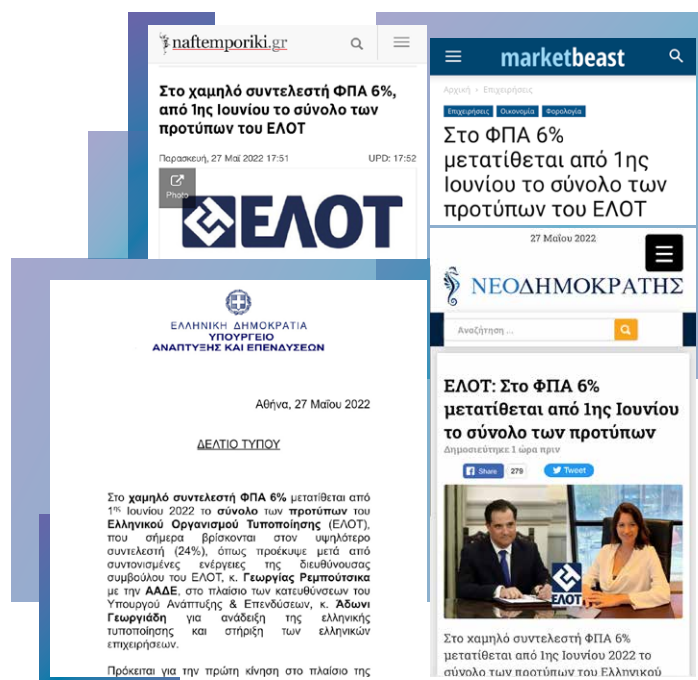 naftemporiki.gr
Στο χαμηλό συντελεστή ΦΠΑ 6%,
από 1ης Ιουνίου το σύνολο των
προτύπων του ΕΛΟΤ
Παρασκευή, 27 Μαϊ 2022 17:51
UPD: 17:52
Photo
ΕΛΟΤ
marketbeast
Αρχική › Επιχειρήσεις
Επιχειρήσεις Οικονομία Φορολογία
Στο ΦΠΑ 6%
μετατίθεται από 1ης
Ιουνίου το σύνολο των
προτύπων του ΕΛΟΤ
27 Μαΐου 2022
ΝΕΟΔΗΜΟΚΡΑΤΗΣ
Αναζήτηση ...
ΕΛΟΤ: Στο ΦΠΑ 6%
μετατίθεται από 1ης Ιουνίου
το σύνολο των προτύπων
Δημοσιεύτηκε 1 ώρα πριν
Share 279 Tweet
ΕΛΟΤ
Στο χαμηλό συντελεστή ΦΠΑ 6%
μετατίθεται από 1ης Ιουνίου 2022 το
σύνολο των προτύπων του Ελληνικού
ΕΛΛΗΝΙΚΗ ΔΗΜΟΚΡΑΤΙΑ
ΥΠΟΥΡΓΕΙΟ
ΑΝΑΠΤΥΞΗΣ ΚΑΙ ΕΠΕΝΔΥΣΕΩΝ
Αθήνα, 27 Μαΐου 2022
ΔΕΛΤΙΟ ΤΥΠΟΥ
Στο χαμηλό συντελεστή ΦΠΑ 6% μετατίθεται από
1ης Ιουνίου 2022 το σύνολο των προτύπων του
Ελληνικού Οργανισμού Τυποποίησης (ΕΛΟΤ),
που σήμερα βρίσκονται στον υψηλότερο
συντελεστή (24%), όπως προέκυψε μετά από
συντονισμένες ενέργειες της διευθύνουσας
συμβούλου του ΕΛΟΤ, κ. Γεωργίας Ρεμπούτσικα
με την ΑΑΔΕ, στο πλαίσιο των κατευθύνσεων του
Υπουργού Ανάπτυξης & Επενδύσεων, κ. Άδωνι
Γεωργιάδη για ανάδειξη της ελληνικής
τυποποίησης και στήριξη των ελληνικών
επιχειρήσεων.
Πρόκειται για την πρώτη κίνηση στο πλαίσιο της